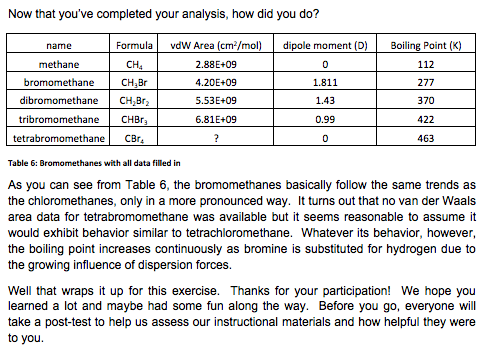 Now that you've completed your analysis, how did you do?
name Formula vdW Area (cm²/mol) dipole moment (D) Boiling Point (K)
methane CH₄ 2.88E+09 0 112
bromomethane CH₃Br 4.20E+09 1.811 277
dibromomethane CH₂Br₂ 5.53E+09 1.43 370
tribromomethane CHBr₃ 6.81E+09 0.99 422
tetrabromomethane CBr₄ ? 0 463
Table 6: Bromomethanes with all data filled in
As you can see from Table 6, the bromomethanes basically follow the same trends as
the chloromethanes, only in a more pronounced way. It turns out that no van der Waals
area data for tetrabromomethane was available but it seems reasonable to assume it
would exhibit behavior similar to tetrachloromethane. Whatever its behavior, however,
the boiling point increases continuously as bromine is substituted for hydrogen due to
the growing influence of dispersion forces.
Well that wraps it up for this exercise. Thanks for your participation! We hope you
learned a lot and maybe had some fun along the way. Before you go, everyone will
take a post-test to help us assess our instructional materials and how helpful they were
to you.